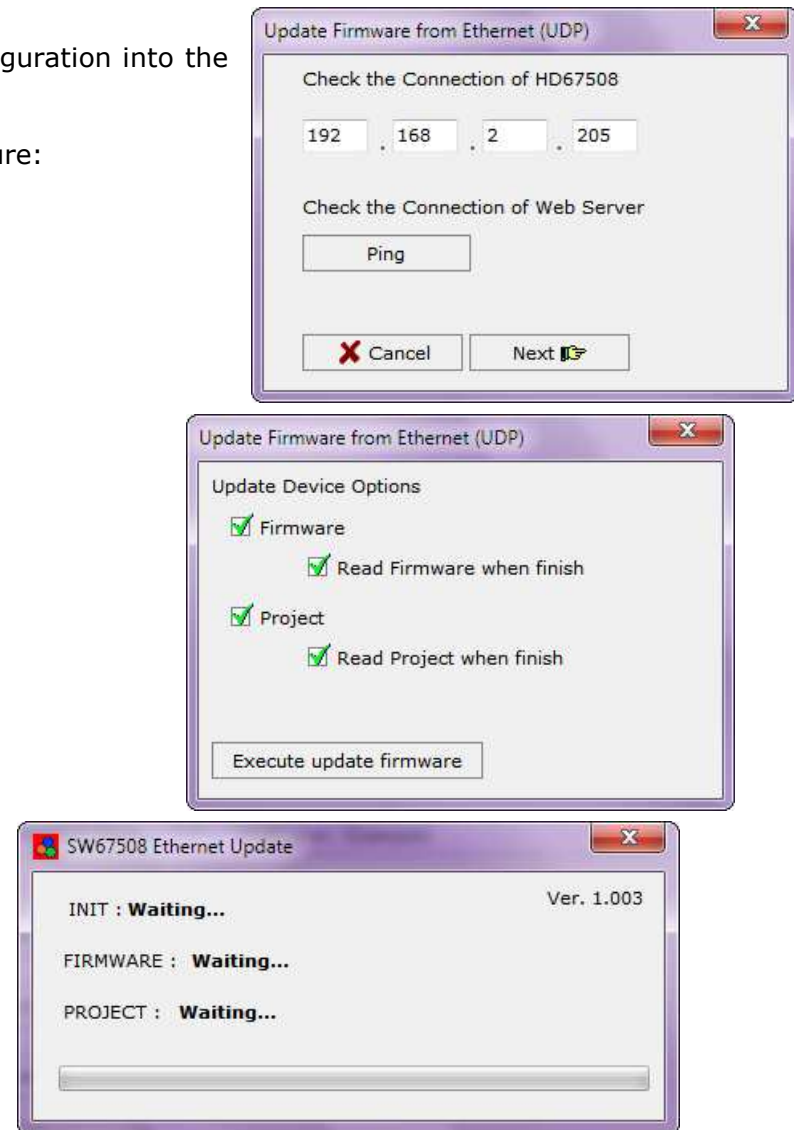 Update Firmware from Ethernet (UDP)
guration into the
Check the Connection of HD67508
192 . 168 . 2 . 205
ure:
Check the Connection of Web Server
Ping
Cancel Next
Update Firmware from Ethernet (UDP)
Update Device Options
Firmware
Read Firmware when finish
Project
Read Project when finish
Execute update firmware
SW67508 Ethernet Update
Ver. 1.003
INIT : Waiting...
FIRMWARE : Waiting...
PROJECT : Waiting...